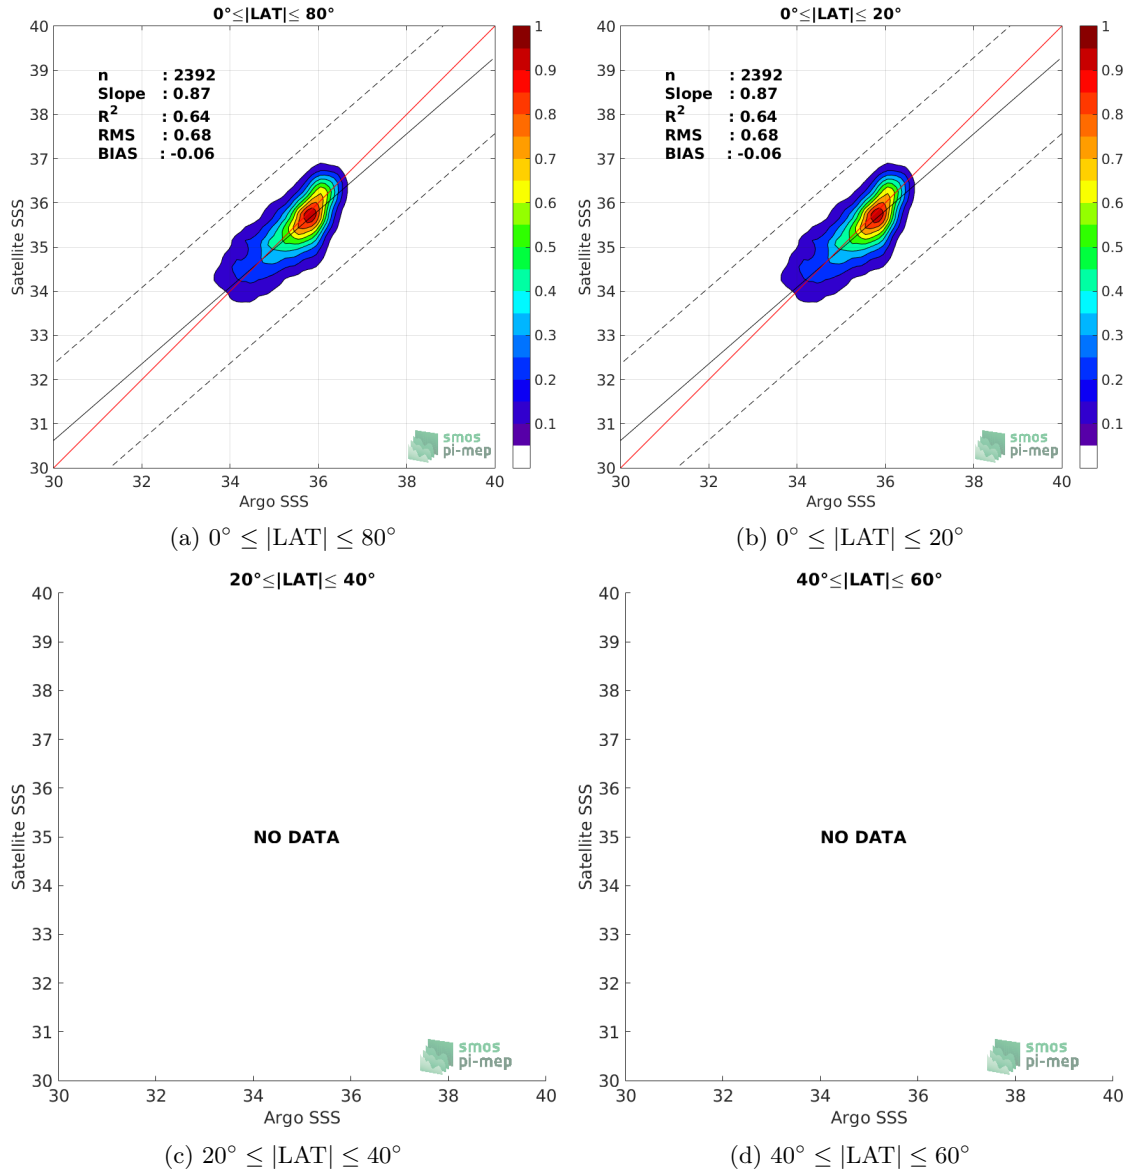 0°≤|LAT|≤ 80°
40
39
38
37
36
35
34
33
32
31
30
Satellite SSS
n : 2392
Slope : 0.87
R² : 0.64
RMS : 0.68
BIAS : -0.06
smos
pi-mep
30 32 34 36 38 40
Argo SSS
1
0.9
0.8
0.7
0.6
0.5
0.4
0.3
0.2
0.1
(a) 0° ≤ |LAT| ≤ 80°
0°≤|LAT|≤ 20°
40
39
38
37
36
35
34
33
32
31
30
Satellite SSS
n : 2392
Slope : 0.87
R² : 0.64
RMS : 0.68
BIAS : -0.06
smos
pi-mep
30 32 34 36 38 40
Argo SSS
1
0.9
0.8
0.7
0.6
0.5
0.4
0.3
0.2
0.1
(b) 0° ≤ |LAT| ≤ 20°
20°≤|LAT|≤ 40°
40
39
38
37
36
35
34
33
32
31
30
Satellite SSS
NO DATA
smos
pi-mep
30 32 34 36 38 40
Argo SSS
(c) 20° ≤ |LAT| ≤ 40°
40°≤|LAT|≤ 60°
40
39
38
37
36
35
34
33
32
31
30
Satellite SSS
NO DATA
smos
pi-mep
30 32 34 36 38 40
Argo SSS
(d) 40° ≤ |LAT| ≤ 60°